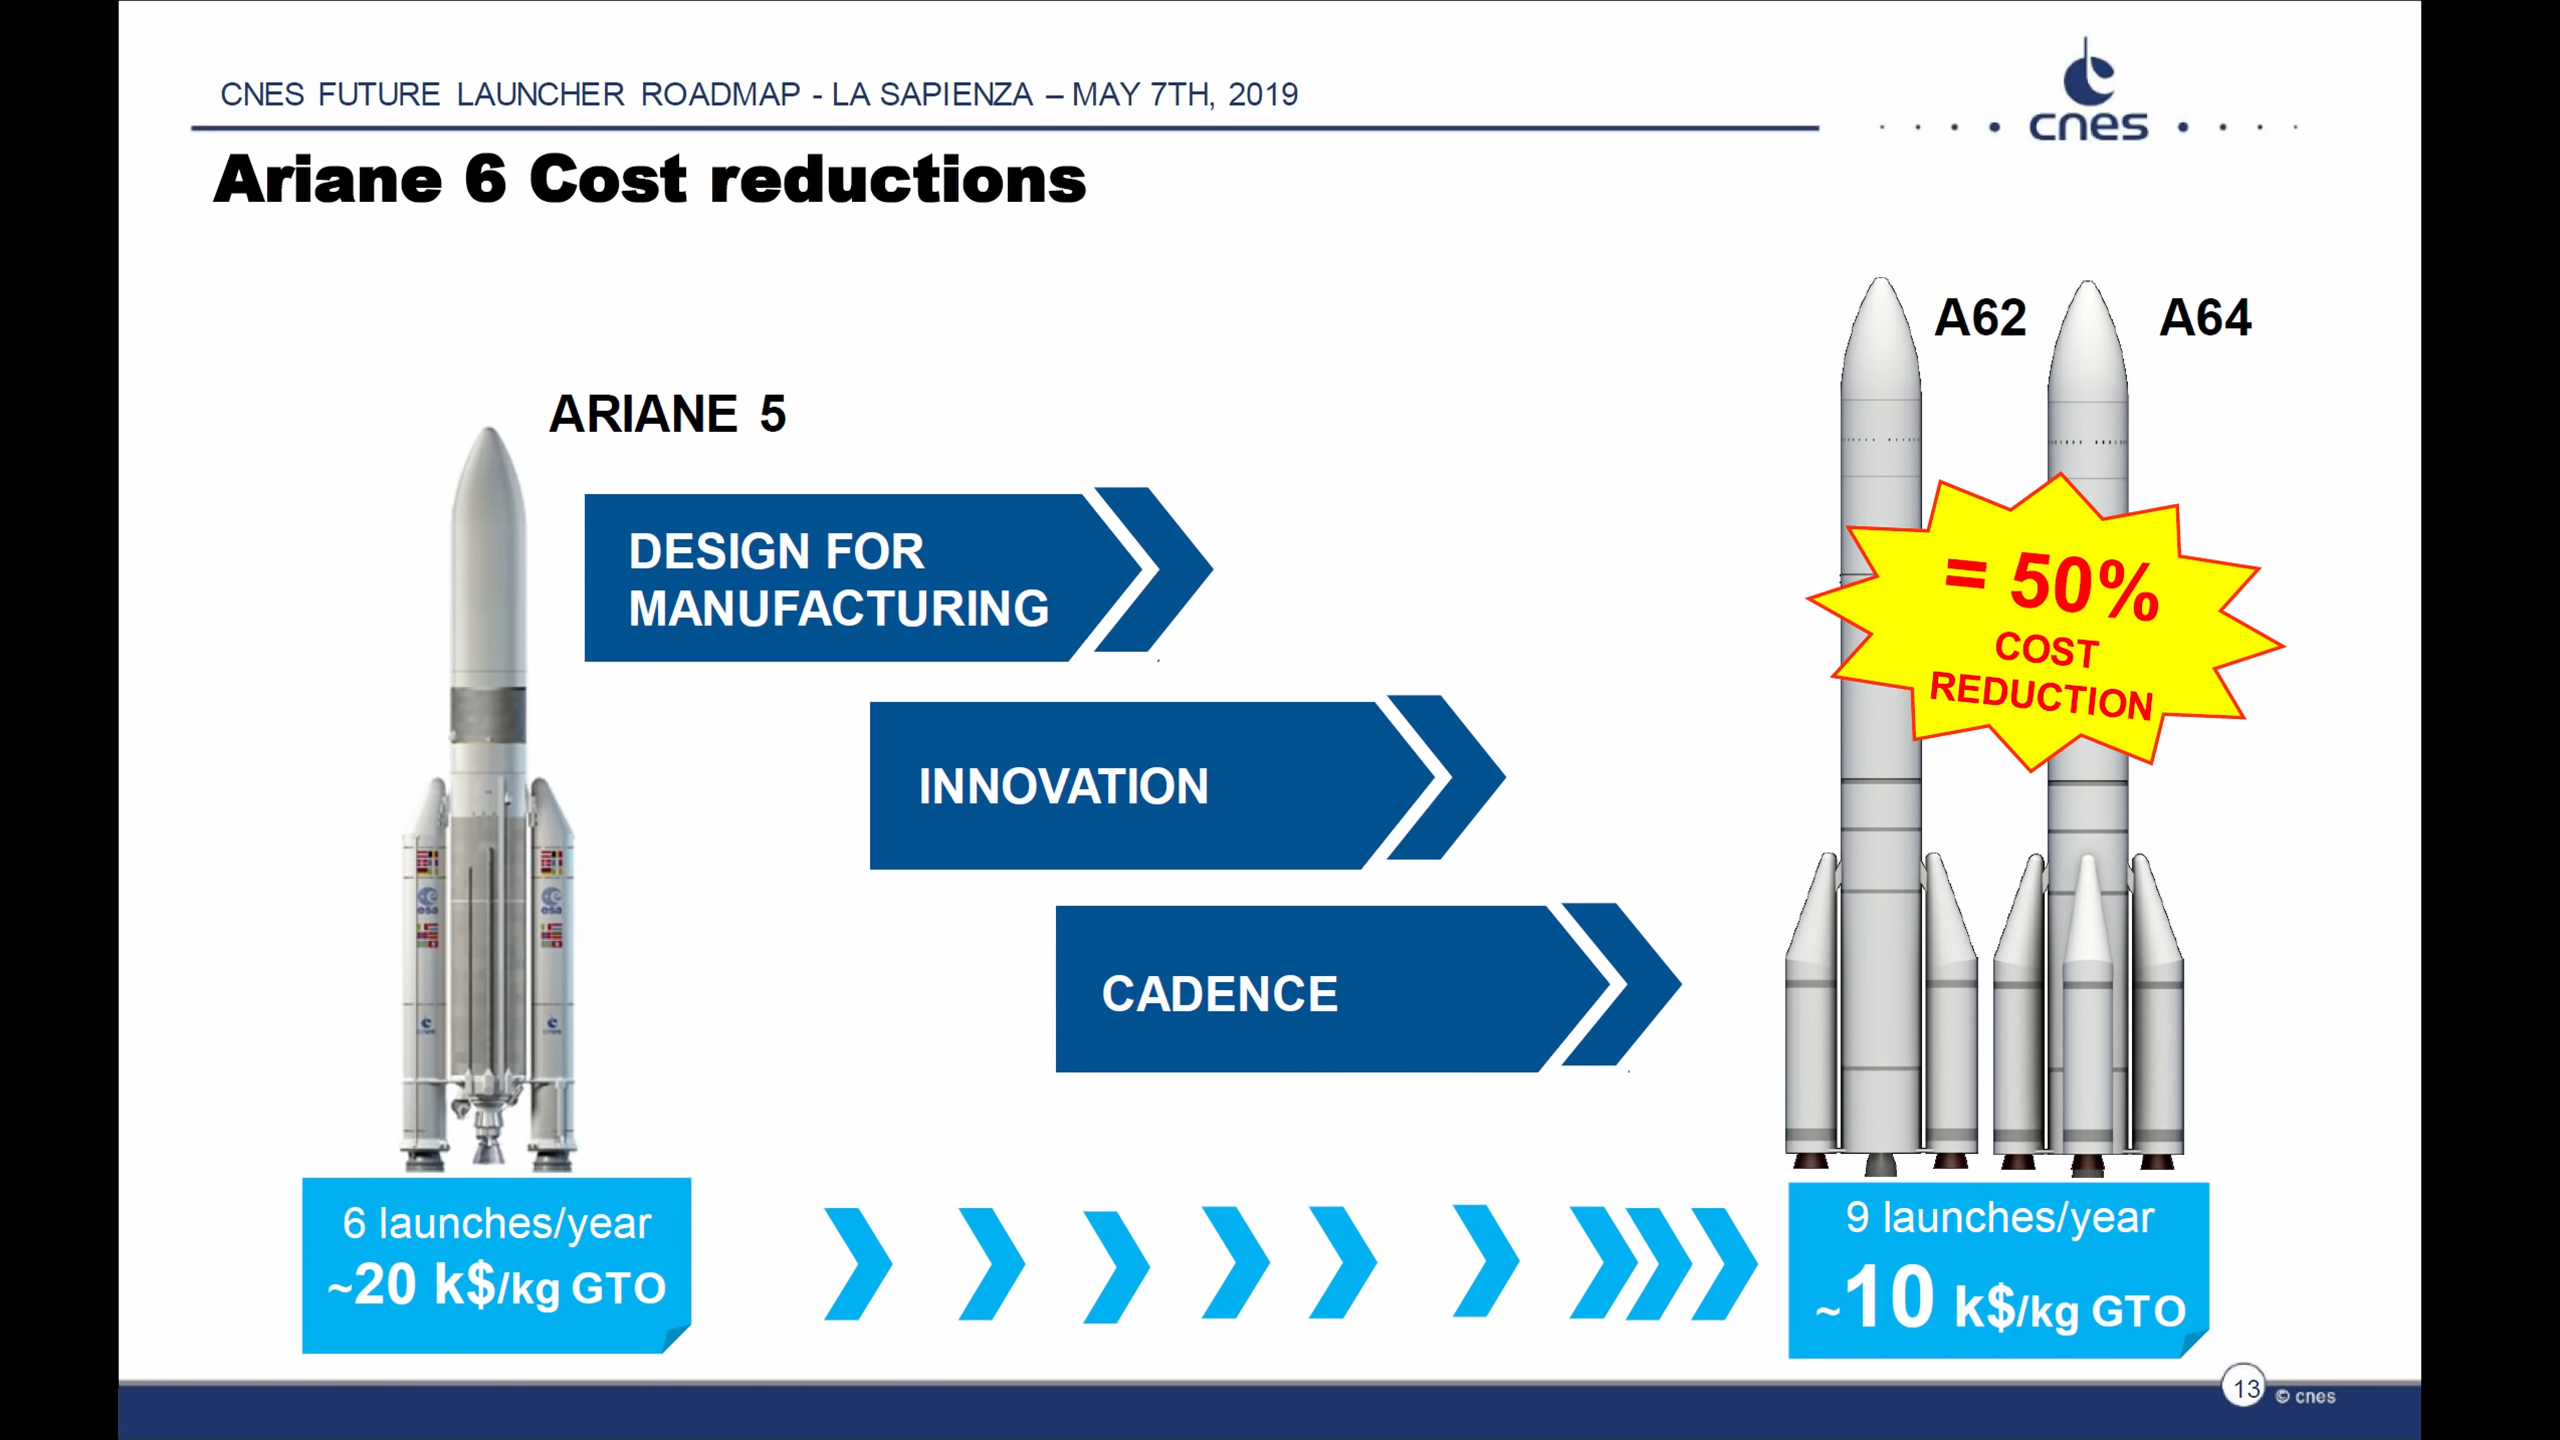 CNES FUTURE LAUNCHER ROADMAP - LA SAPIENZA – MAY 7TH, 2019
cnes
Ariane 6 Cost reductions
A62
A64
ARIANE 5
DESIGN FOR
MANUFACTURING
= 50%
COST
REDUCTION
INNOVATION
CADENCE
esa
esa
6 launches/year
~20 k$/kg GTO
9 launches/year
~10 k$/kg GTO
13
© cnes